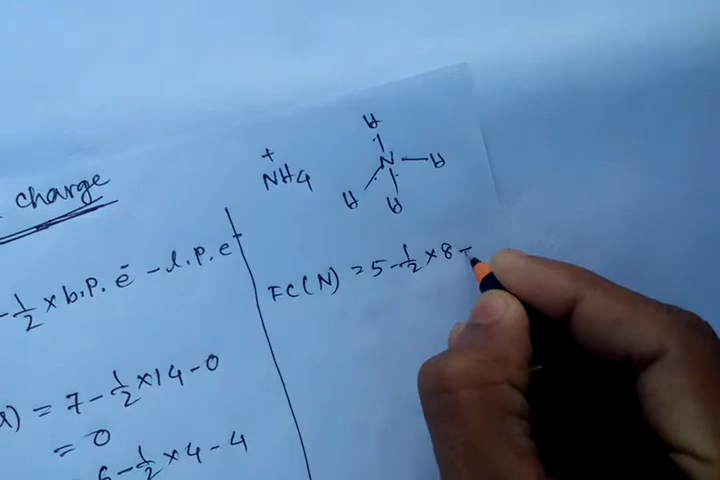 charge
-1/2 × b.p. ē - l.p. e
) = 7 - 1/2 × 14 - 0
= 0
6 - 1/2 × 4 - 4
+
NH4
H
N H
H
H
FC(N) = 5 - 1/2 × 8 -